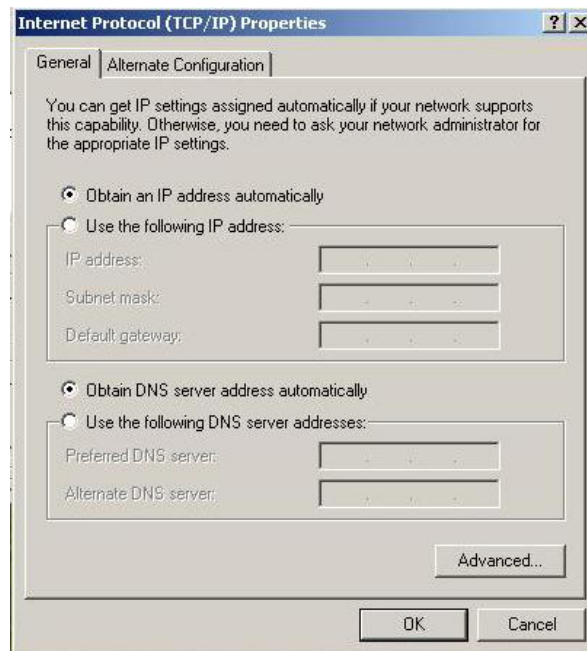 Internet Protocol (TCP/IP) Properties
General
Alternate Configuration
You can get IP settings assigned automatically if your network supports
this capability. Otherwise, you need to ask your network administrator for
the appropriate IP settings.
Obtain an IP address automatically
Use the following IP address:
IP address:
Subnet mask:
Default gateway:
Obtain DNS server address automatically
Use the following DNS server addresses:
Preferred DNS server:
Alternate DNS server:
Advanced...
OK
Cancel